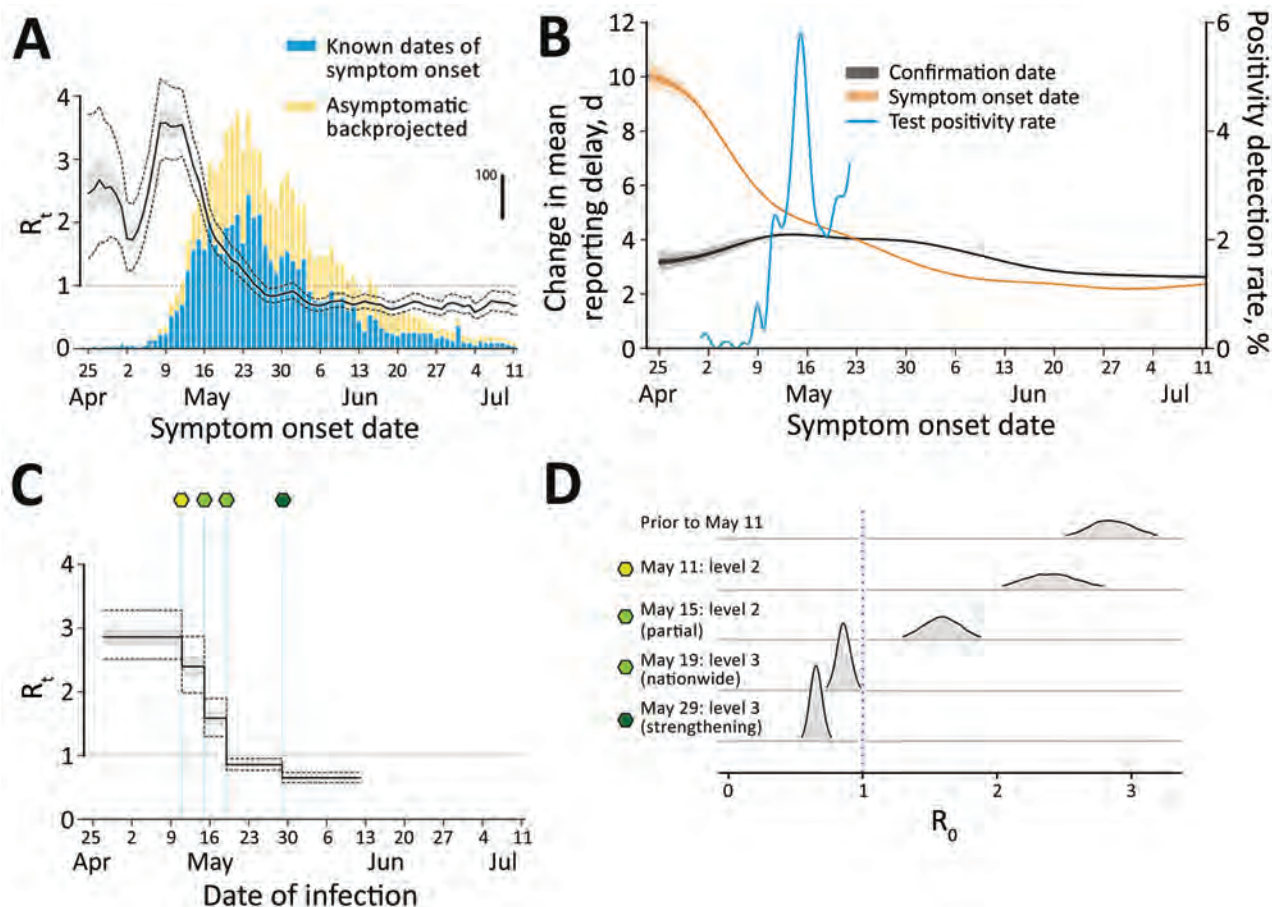 A
Known dates of
symptom onset
Asymptomatic
backprojected
100
R_t
4
3
2
1
0
25 2 9 16 23 30 6 13 20 27 4 11
Apr May Jun Jul
Symptom onset date
B
Confirmation date
Symptom onset date
Test positivity rate
Change in mean
reporting delay, d
12
10
8
6
4
2
0
Positivity detection rate, %
6
4
2
0
25 2 9 16 23 30 6 13 20 27 4 11
Apr May Jun Jul
Symptom onset date
C
R_t
4
3
2
1
0
25 2 9 16 23 30 6 13 20 27 4 11
Apr May Jun Jul
Date of infection
D
Prior to May 11
May 11: level 2
May 15: level 2
(partial)
May 19: level 3
(nationwide)
May 29: level 3
(strengthening)
0 1 2 3
R_0